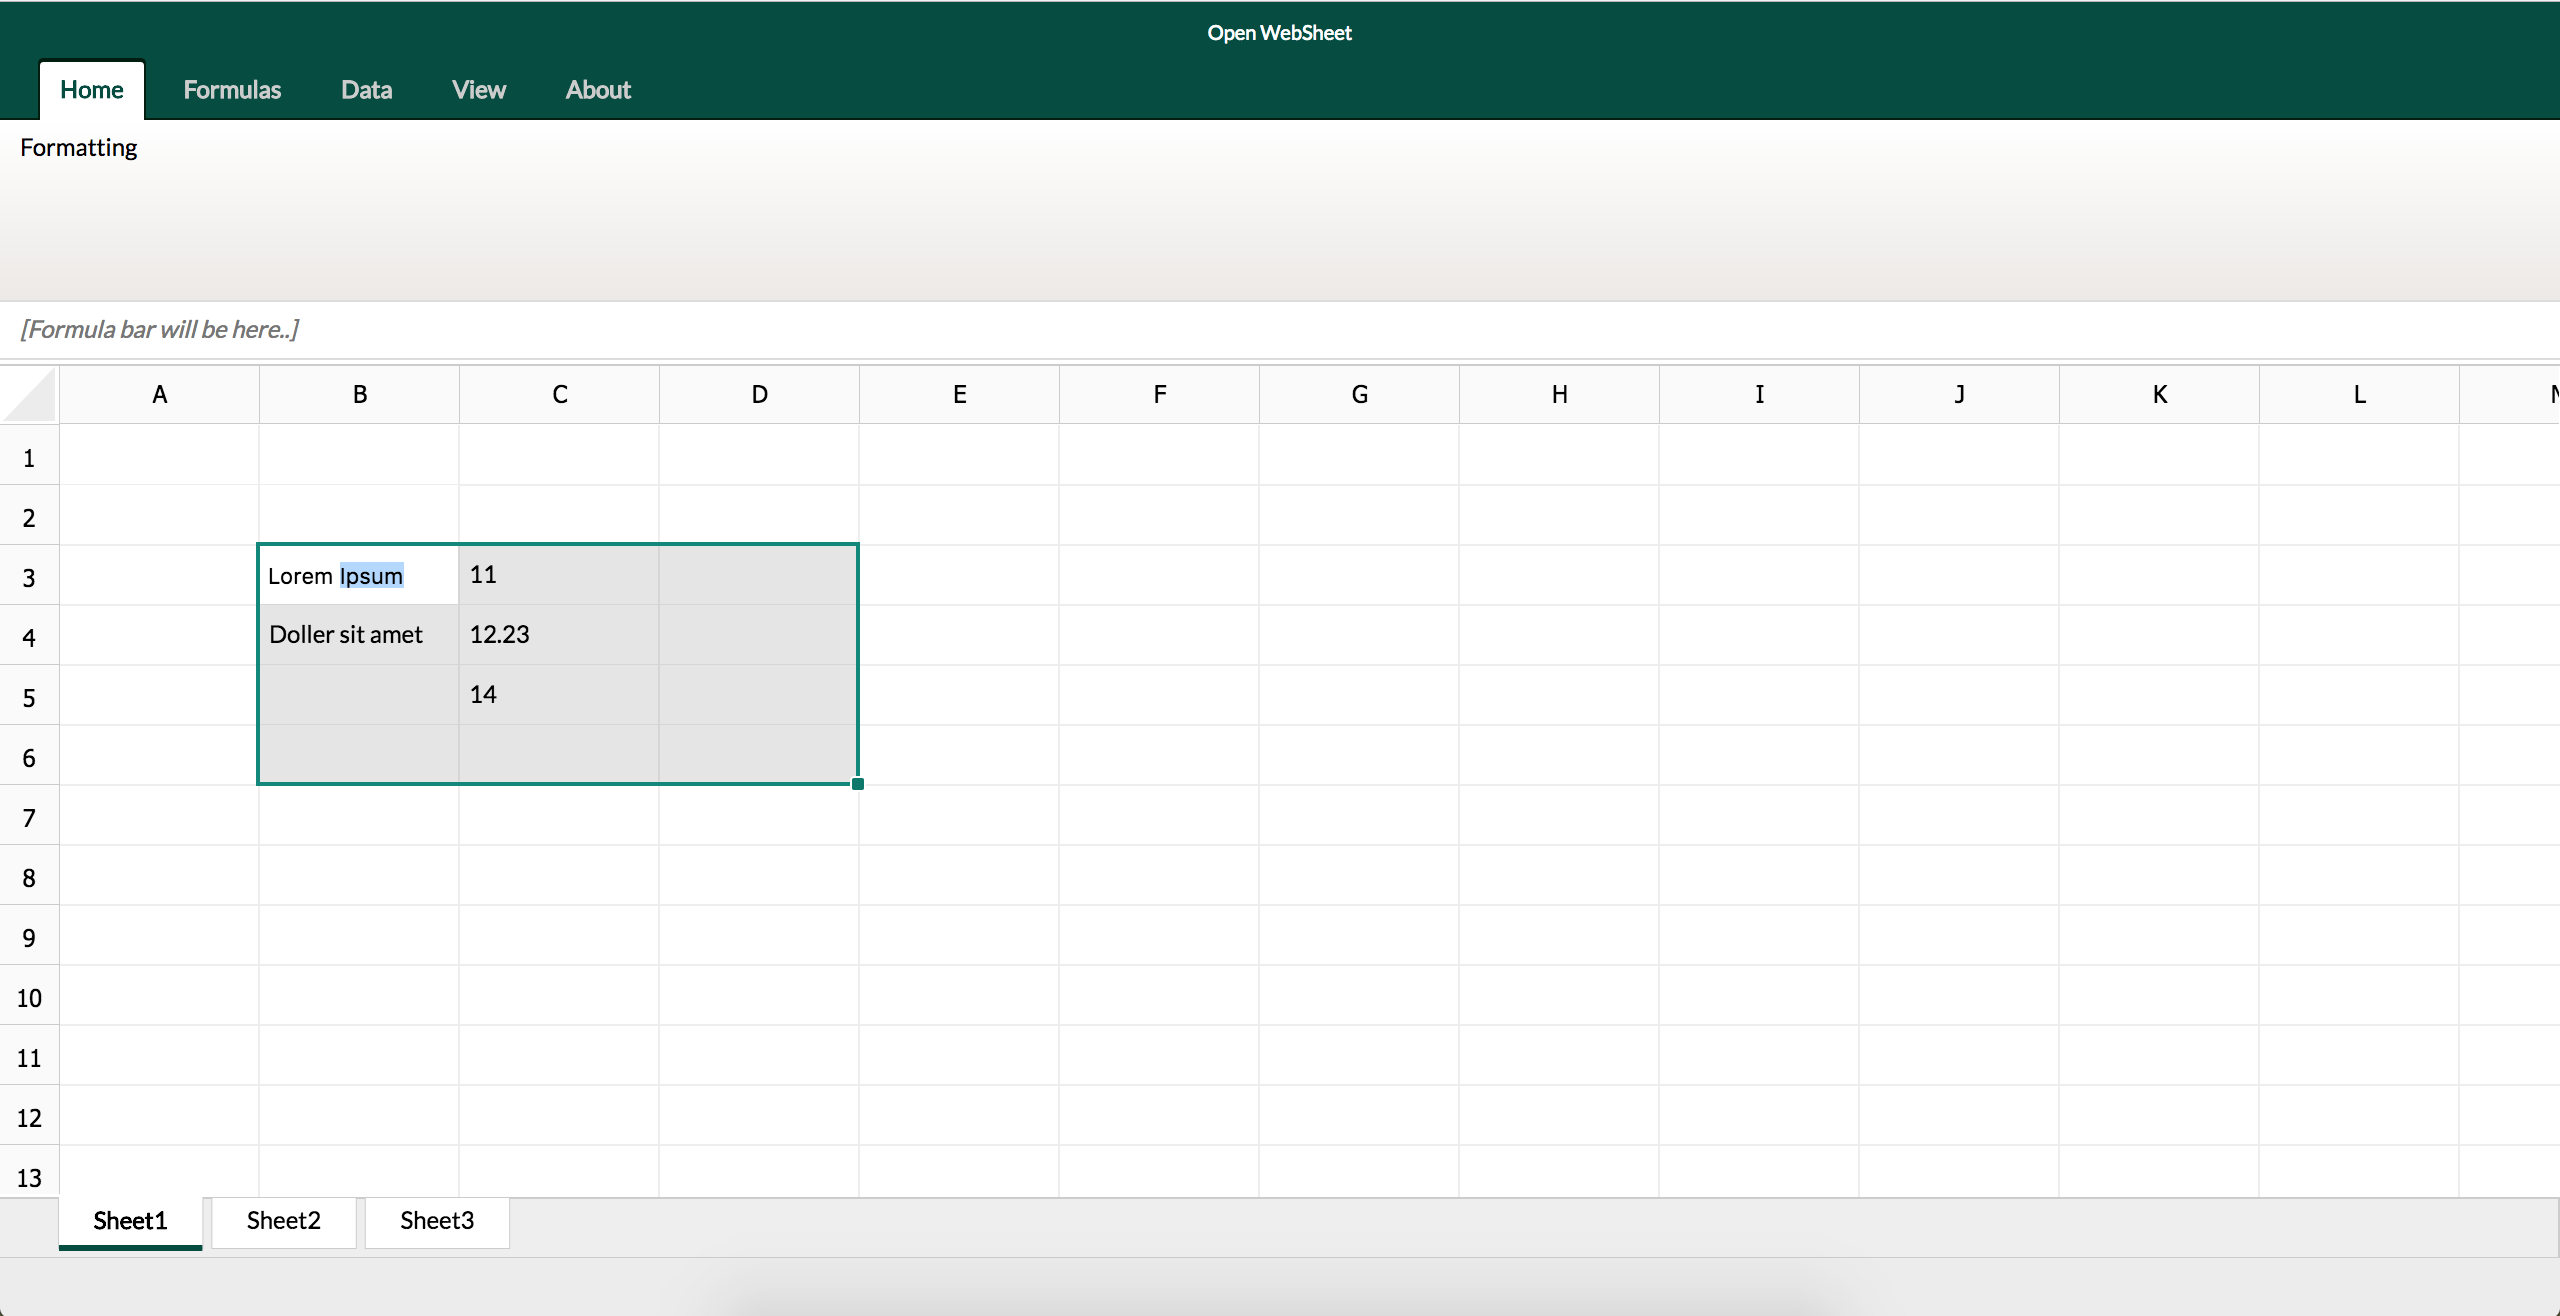 Open WebSheet
Home Formulas Data View About
Formatting
[Formula bar will be here..]
A B C D E F G H I J K L
1
2
3 Lorem Ipsum 11
4 Doller sit amet 12.23
5 14
6
7
8
9
10
11
12
13
Sheet1 Sheet2 Sheet3